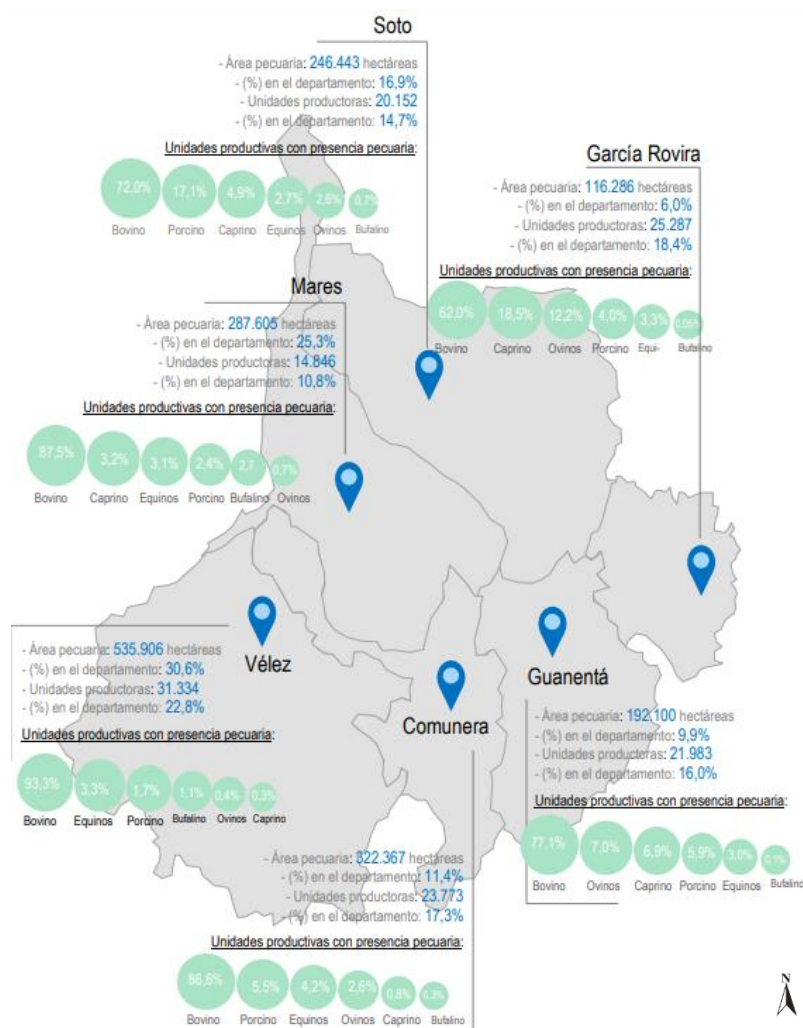 Soto
- Área pecuaria: 246.443 hectáreas
- (%) en el departamento: 16,9%
- Unidades productoras: 20.152
- (%) en el departamento: 14,7%
Unidades productivas con presencia pecuaria:
72,0% 17,1% 4,9% 2,7% 2,6% 0,7%
Bovino Porcino Caprino Equinos Ovinos Bufalino
García Rovira
- Área pecuaria: 116.286 hectáreas
- (%) en el departamento: 6,0%
- Unidades productoras: 25.287
- (%) en el departamento: 18,4%
Unidades productivas con presencia pecuaria:
62,0% 18,5% 12,2% 4,0% 3,3% 0,05%
Bovino Caprino Ovinos Porcino Equi- Bufalino
Mares
- Área pecuaria: 287.605 hectáreas
- (%) en el departamento: 25,3%
- Unidades productoras: 14.846
- (%) en el departamento: 10,8%
Unidades productivas con presencia pecuaria:
87,5% 3,2% 3,1% 2,4% 2,7 0,7%
Bovino Caprino Equinos Porcino Bufalino Ovinos
Vélez
- Área pecuaria: 535.906 hectáreas
- (%) en el departamento: 30,6%
- Unidades productoras: 31.334
- (%) en el departamento: 22,8%
Unidades productivas con presencia pecuaria:
93,3% 3,3% 1,7% 1,1% 0,4% 0,3%
Bovino Equinos Porcino Bufalino Ovinos Caprino
Guanentá
- Área pecuaria: 192.100 hectáreas
- (%) en el departamento: 9,9%
- Unidades productoras: 21.983
- (%) en el departamento: 16,0%
Unidades productivas con presencia pecuaria:
77,1% 7,0% 6,9% 5,9% 3,0% 0,1%
Bovino Ovinos Caprino Porcino Equinos Bufalino
Comunera
- Área pecuaria: 322.367 hectáreas
- (%) en el departamento: 11,4%
- Unidades productoras: 23.773
- (%) en el departamento: 17,3%
Unidades productivas con presencia pecuaria:
86,6% 5,5% 4,2% 2,6% 0,8% 0,3%
Bovino Porcino Equinos Ovinos Caprino Bufalino
N